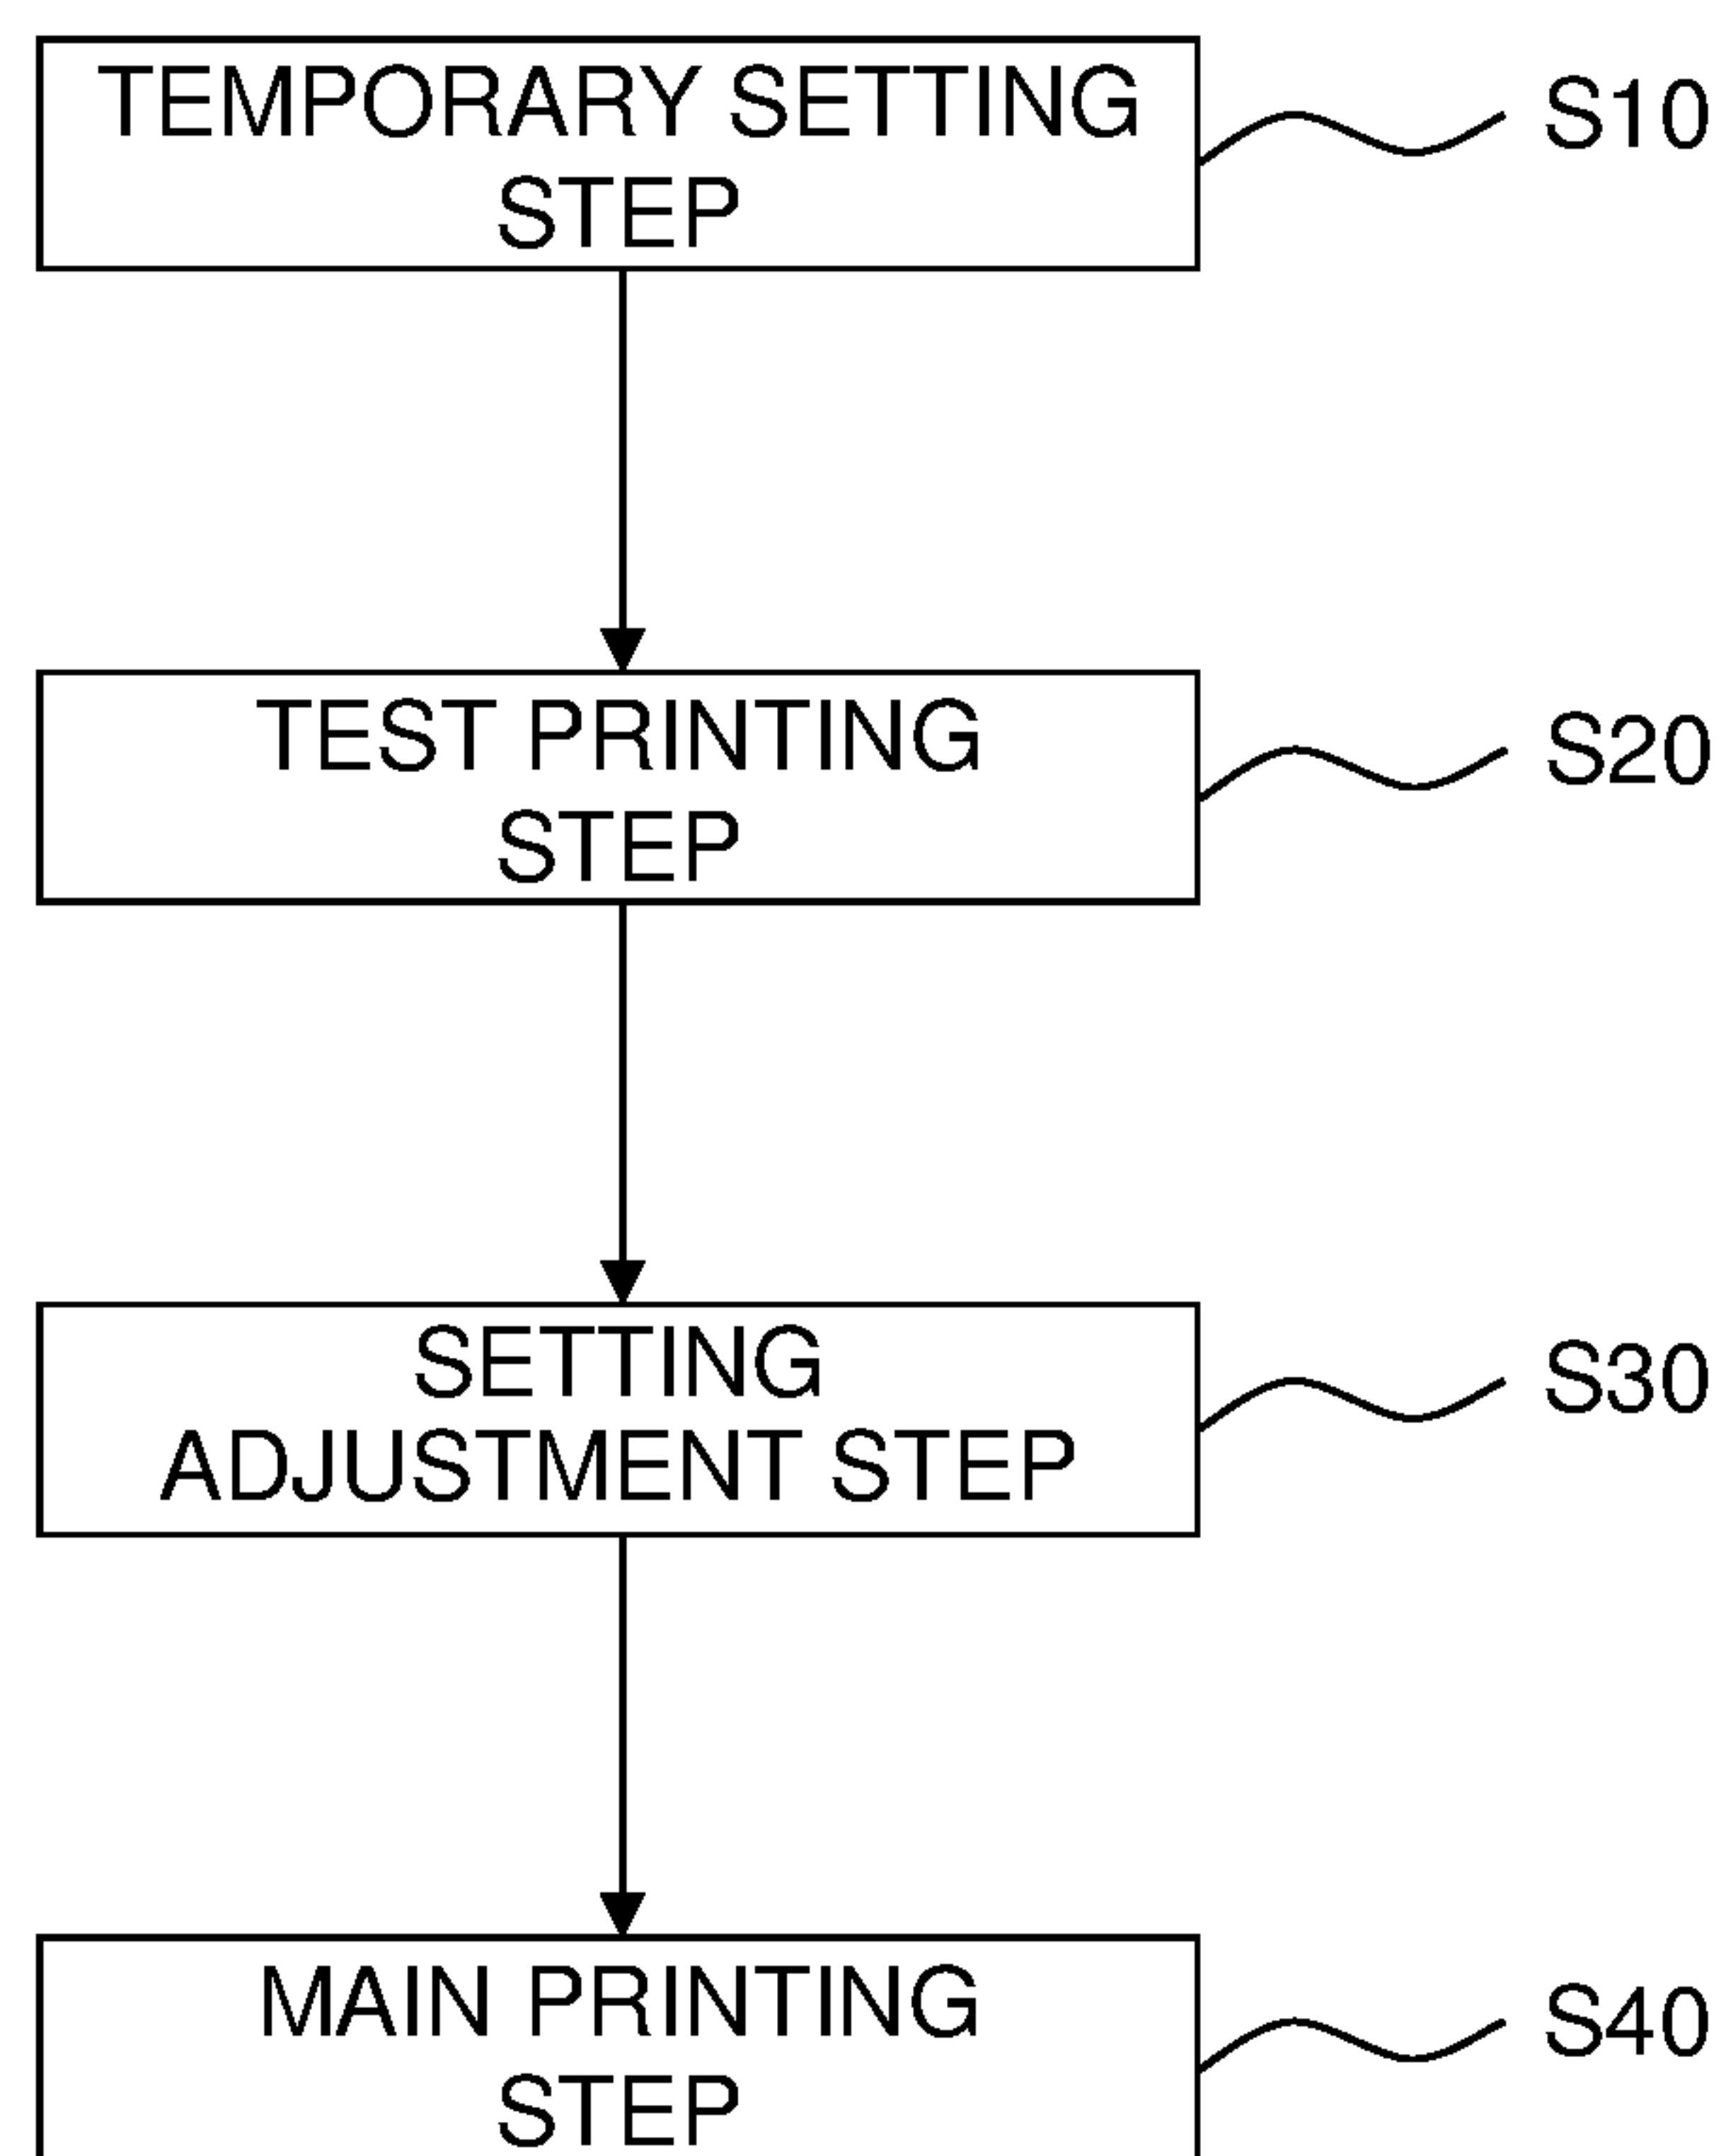 TEMPORARY SETTING
STEP
S10
TEST PRINTING
STEP
S20
SETTING
ADJUSTMENT STEP
S30
MAIN PRINTING
STEP
S40